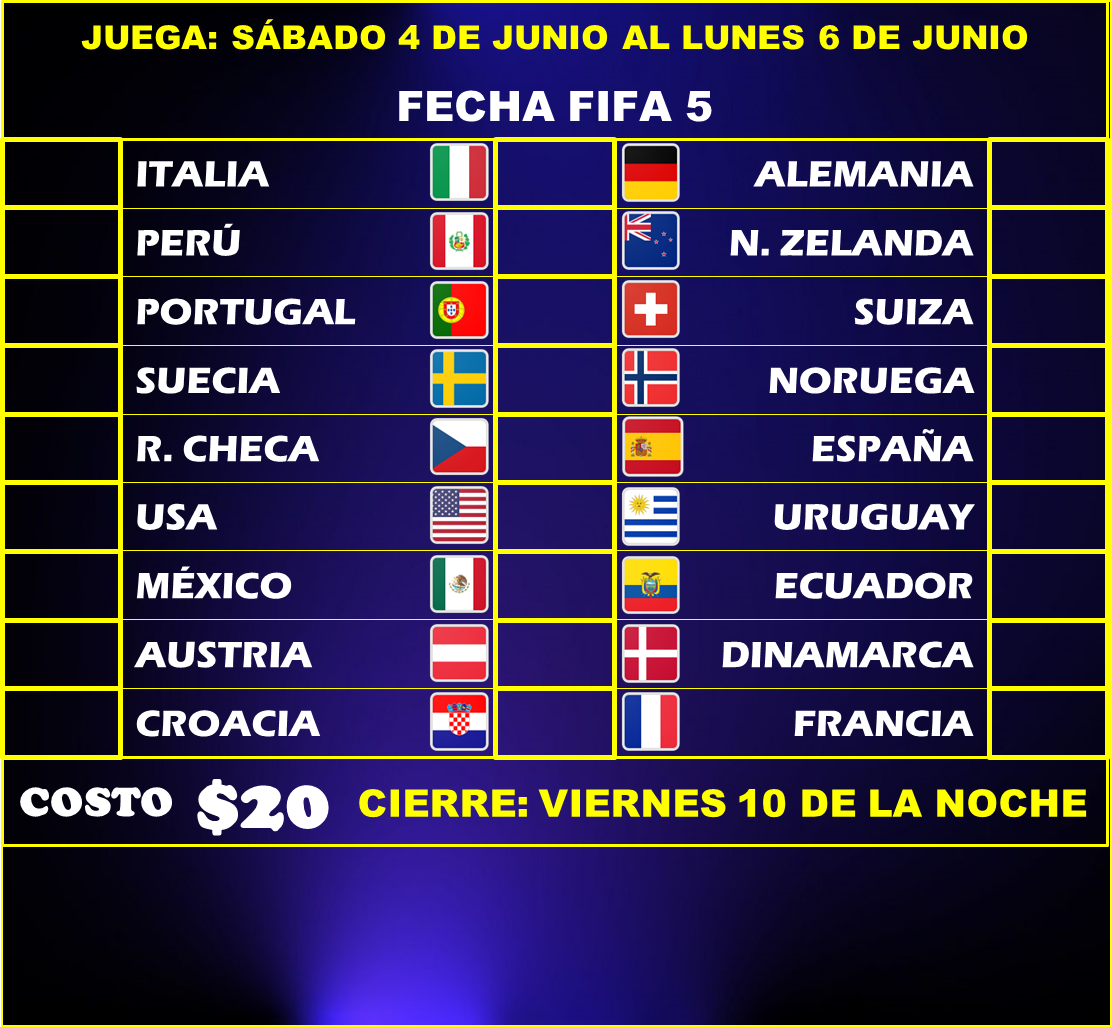 JUEGA: SÁBADO 4 DE JUNIO AL LUNES 6 DE JUNIO
FECHA FIFA 5
ITALIA ALEMANIA
PERÚ N. ZELANDA
PORTUGAL SUIZA
SUECIA NORUEGA
R. CHECA ESPAÑA
USA URUGUAY
MÉXICO ECUADOR
AUSTRIA DINAMARCA
CROACIA FRANCIA
COSTO $20 CIERRE: VIERNES 10 DE LA NOCHE